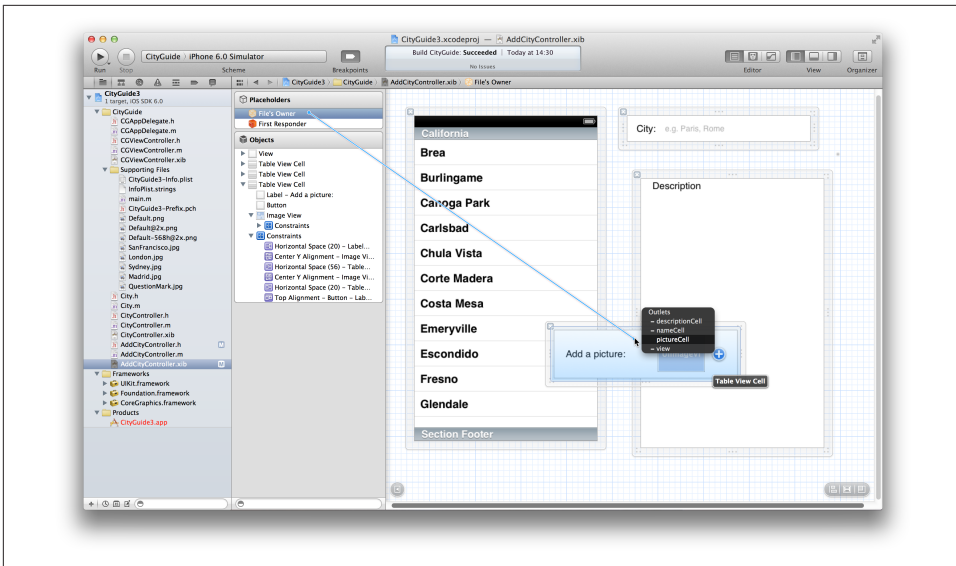 CityGuide3.xcodeproj — AddCityController.xib
CityGuide
iPhone 6.0 Simulator
Build CityGuide: Succeeded
Today at 14:30
No Issues
Run
Stop
Scheme
Breakpoints
Editor
View
Organizer
CityGuide3
CityGuide
AddCityController.xib
File's Owner
CityGuide3
1 target, iOS SDK 6.0
CityGuide
CGAppDelegate.h
CGAppDelegate.m
CGViewController.h
CGViewController.m
CGViewController.xib
Supporting Files
CityGuide3-Info.plist
InfoPlist.strings
main.m
CityGuide3-Prefix.pch
Default.png
Default@2x.png
Default-568h@2x.png
SanFrancisco.jpg
London.jpg
Sydney.jpg
Madrid.jpg
QuestionMark.jpg
City.h
City.m
CityController.h
CityController.m
CityController.xib
AddCityController.h
M
AddCityController.m
AddCityController.xib
M
Frameworks
UIKit.framework
Foundation.framework
CoreGraphics.framework
Products
CityGuide3.app
Placeholders
File's Owner
First Responder
Objects
View
Table View Cell
Table View Cell
Table View Cell
Label - Add a picture:
Button
Image View
Constraints
Constraints
Horizontal Space (20) - Label...
Center Y Alignment - Image Vi...
Horizontal Space (56) - Table...
Center Y Alignment - Image Vi...
Horizontal Space (20) - Table...
Top Alignment - Button - Lab...
California
Brea
Burlingame
Canoga Park
Carlsbad
Chula Vista
Corte Madera
Costa Mesa
Emeryville
Escondido
Fresno
Glendale
Section Footer
City: e.g. Paris, Rome
Description
Outlets
- descriptionCell
- nameCell
pictureCell
- view
Add a picture:
Table View Cell